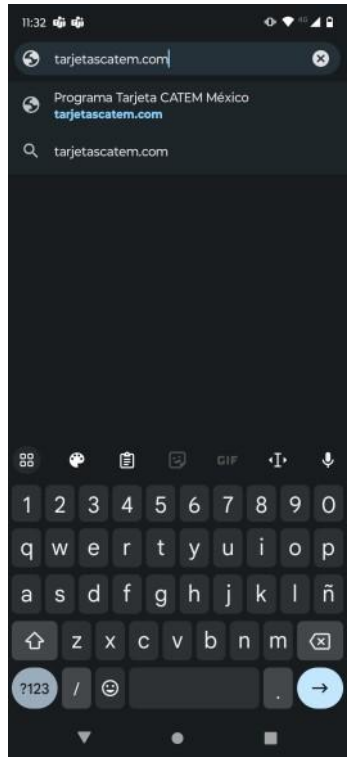 11:32
4G
tarjetascatem.com
Programa Tarjeta CATEM México
tarjetascatem.com
tarjetascatem.com
GIF
1 2 3 4 5 6 7 8 9 0
q w e r t y u i o p
a s d f g h j k l ñ
z x c v b n m
?123 / .